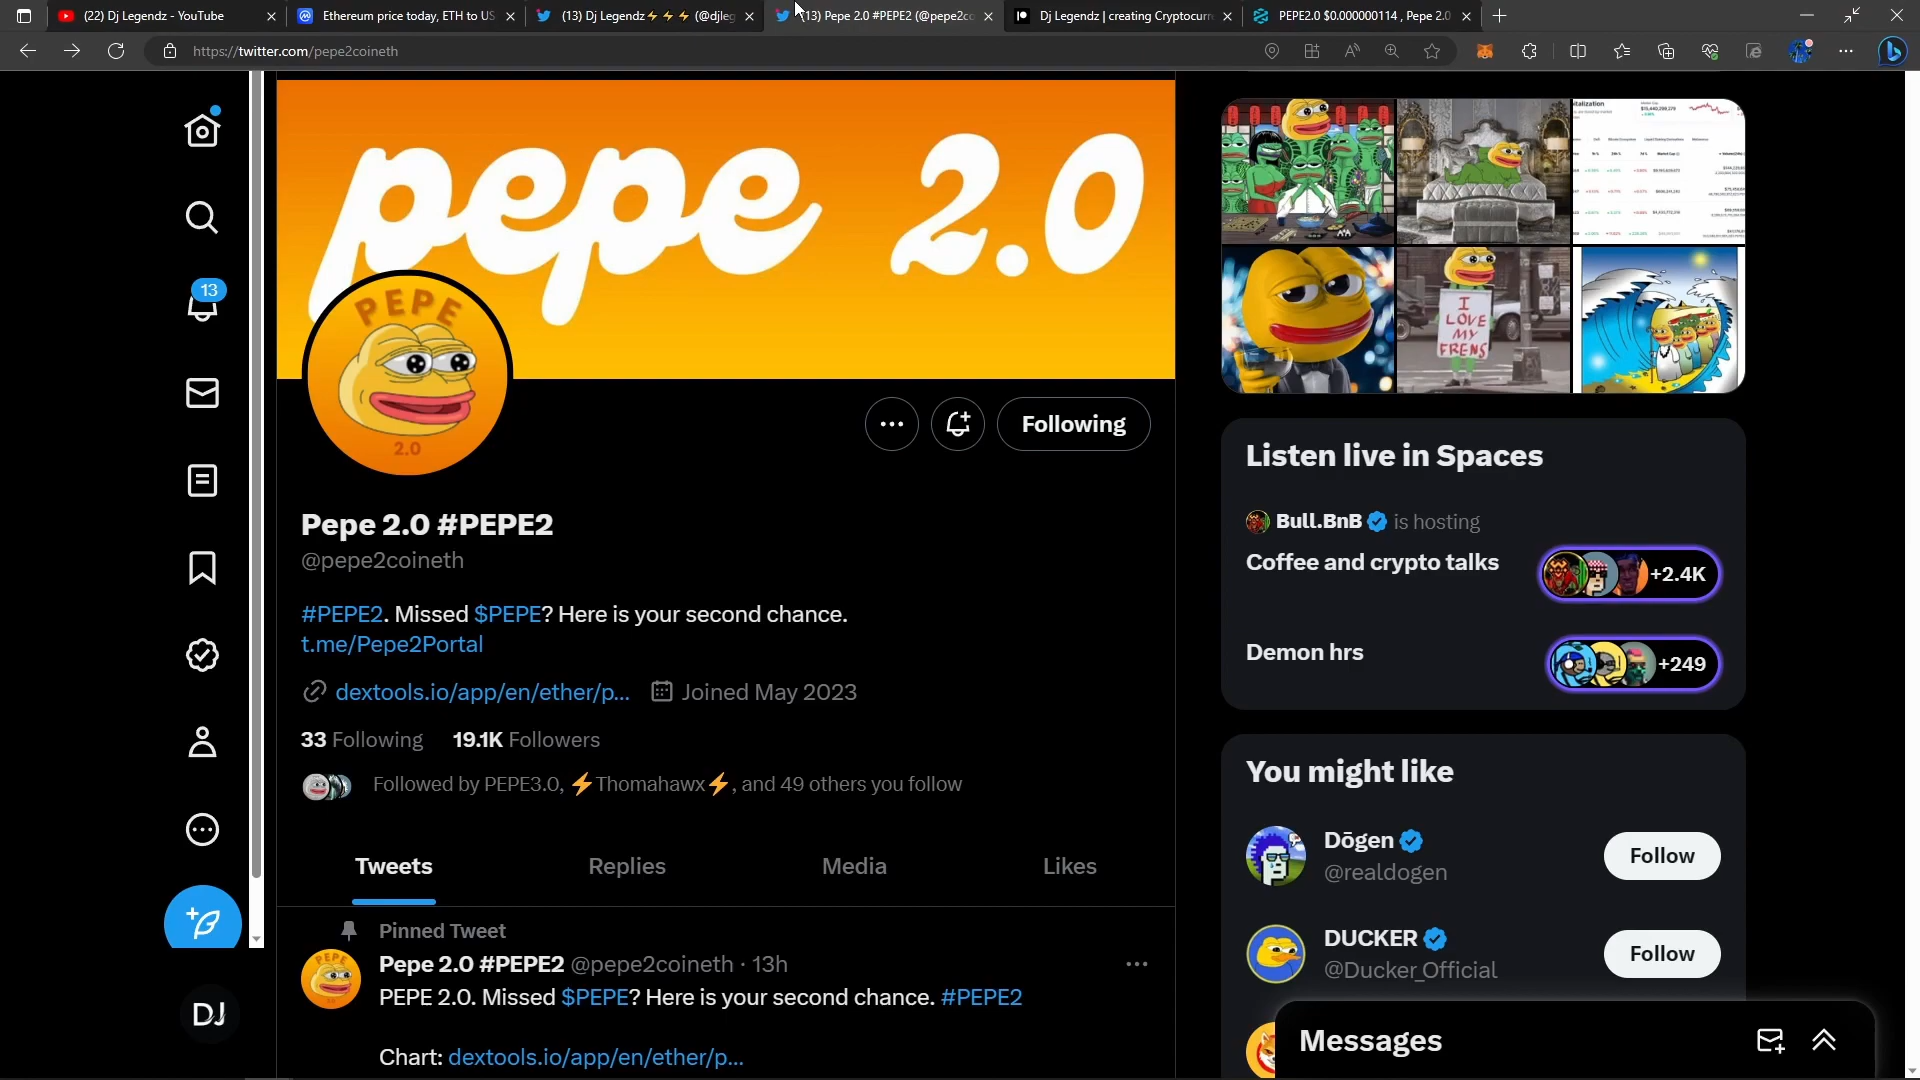 (22) Dj Legendz - YouTube
Ethereum price today, ETH to US
(13) Dj Legendz⚡⚡⚡ (@djleg
(13) Pepe 2.0 #PEPE2 (@pepe2co
Dj Legendz | creating Cryptocurre
PEPE2.0 $0.000000114 , Pepe 2.0
https://twitter.com/pepe2coineth
13
pepe 2.0
PEPE
2.0
Following
Pepe 2.0 #PEPE2
@pepe2coineth
#PEPE2. Missed $PEPE? Here is your second chance.
t.me/Pepe2Portal
dextools.io/app/en/ether/p... Joined May 2023
33 Following 19.1K Followers
Followed by PEPE3.0, ⚡Thomahawx⚡, and 49 others you follow
Tweets Replies Media Likes
Pinned Tweet
Pepe 2.0 #PEPE2 @pepe2coineth · 13h
PEPE 2.0. Missed $PEPE? Here is your second chance. #PEPE2
Chart: dextools.io/app/en/ether/p...
DJ
I
LOVE
MY
FRENS
Listen live in Spaces
Bull.BnB is hosting
Coffee and crypto talks
+2.4K
Demon hrs
+249
You might like
Dōgen
@realdogen
Follow
DUCKER
@Ducker_Official
Follow
Messages